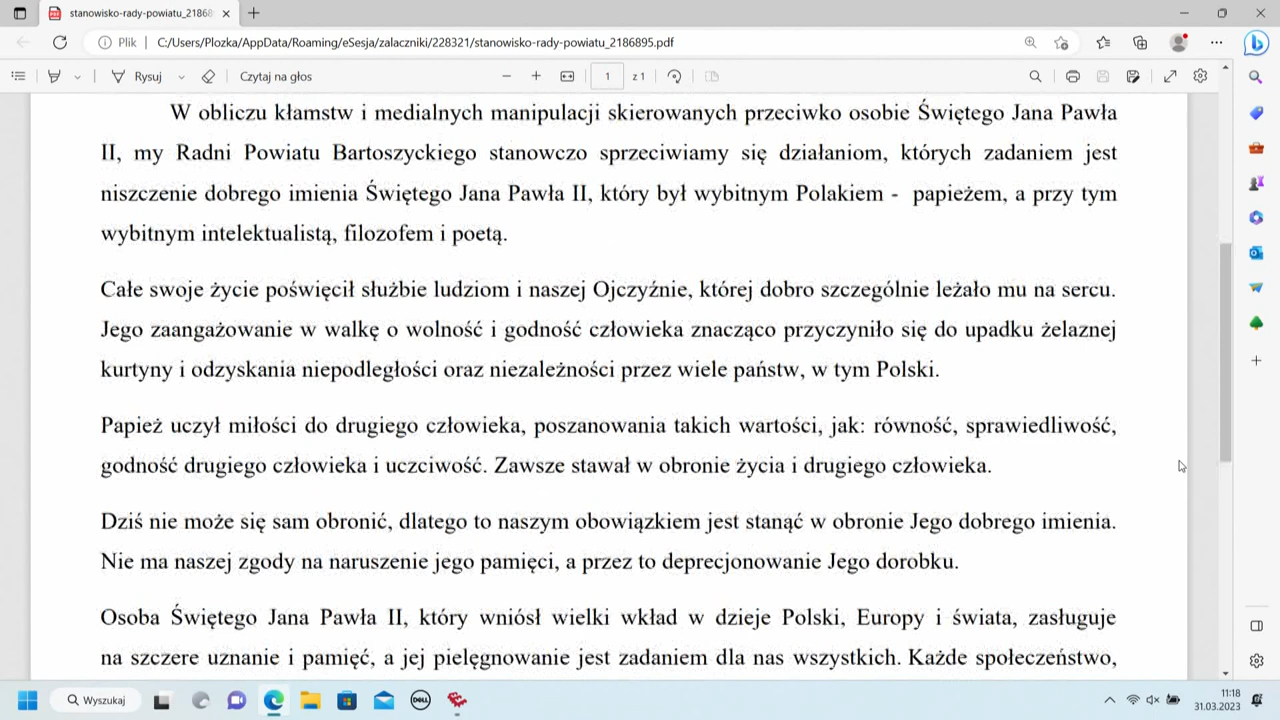 stanowisko-rady-powiatu_21868
Plik
C:/Users/Plozka/AppData/Roaming/eSesja/zalaczniki/228321/stanowisko-rady-powiatu_2186895.pdf
Rysuj
Czytaj na głos
1
z 1
W obliczu kłamstw i medialnych manipulacji skierowanych przeciwko osobie Świętego Jana Pawła
II, my Radni Powiatu Bartoszyckiego stanowczo sprzeciwiamy się działaniom, których zadaniem jest
niszczenie dobrego imienia Świętego Jana Pawła II, który był wybitnym Polakiem - papieżem, a przy tym
wybitnym intelektualistą, filozofem i poetą.
Całe swoje życie poświęcił służbie ludziom i naszej Ojczyźnie, której dobro szczególnie leżało mu na sercu.
Jego zaangażowanie w walkę o wolność i godność człowieka znacząco przyczyniło się do upadku żelaznej
kurtyny i odzyskania niepodległości oraz niezależności przez wiele państw, w tym Polski.
Papież uczył miłości do drugiego człowieka, poszanowania takich wartości, jak: równość, sprawiedliwość,
godność drugiego człowieka i uczciwość. Zawsze stawał w obronie życia i drugiego człowieka.
Dziś nie może się sam obronić, dlatego to naszym obowiązkiem jest stanąć w obronie Jego dobrego imienia.
Nie ma naszej zgody na naruszenie jego pamięci, a przez to deprecjonowanie Jego dorobku.
Osoba Świętego Jana Pawła II, który wniósł wielki wkład w dzieje Polski, Europy i świata, zasługuje
na szczere uznanie i pamięć, a jej pielęgnowanie jest zadaniem dla nas wszystkich. Każde społeczeństwo,
Wyszukaj
DELL
11:18
31.03.2023